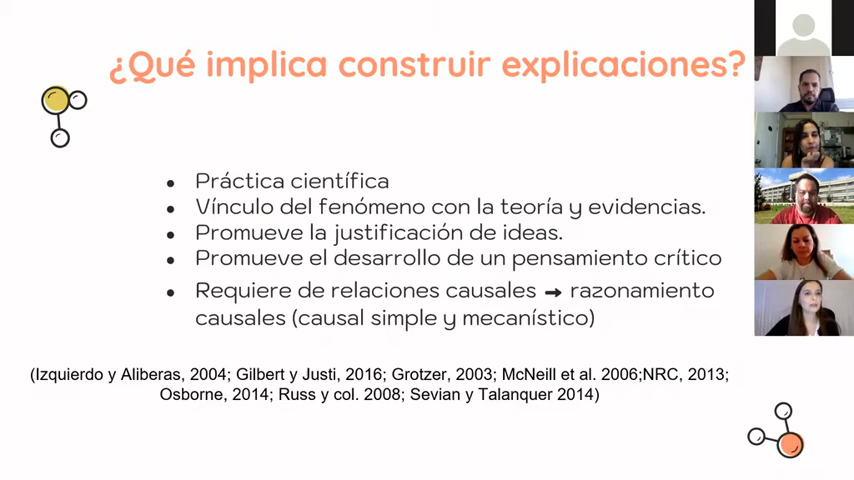 ¿Qué implica construir explicaciones?
● Práctica científica
● Vínculo del fenómeno con la teoría y evidencias.
● Promueve la justificación de ideas.
● Promueve el desarrollo de un pensamiento crítico
● Requiere de relaciones causales → razonamiento
causales (causal simple y mecanístico)
(Izquierdo y Aliberas, 2004; Gilbert y Justi, 2016; Grotzer, 2003; McNeill et al. 2006;NRC, 2013;
Osborne, 2014; Russ y col. 2008; Sevian y Talanquer 2014)